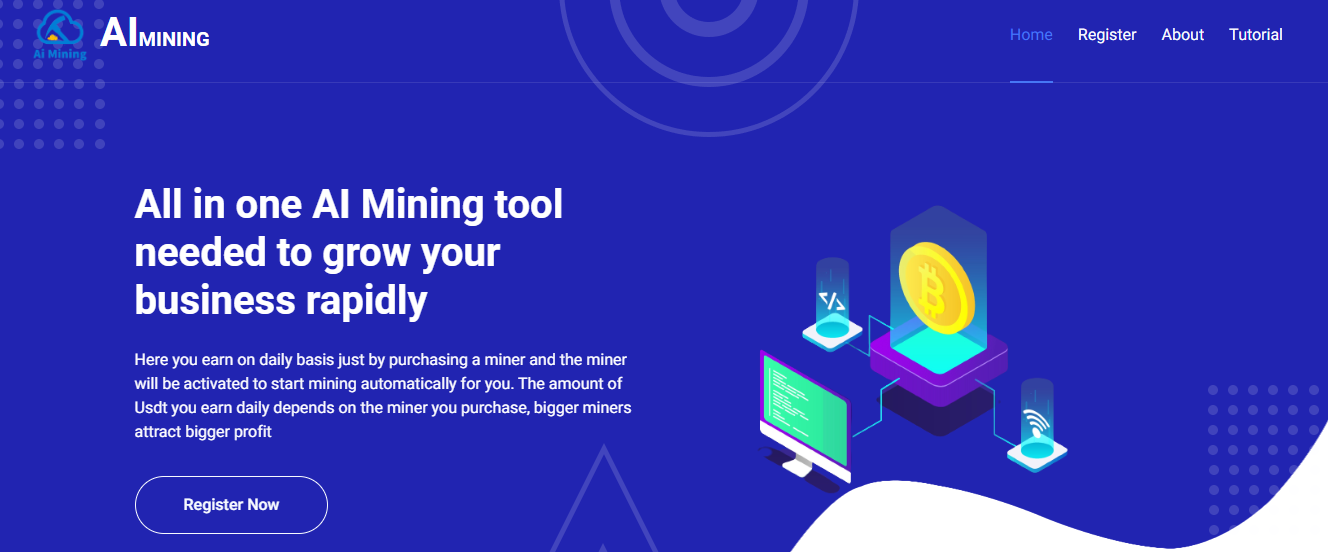 Ai Mining
AIMINING
Home Register About Tutorial
All in one AI Mining tool
needed to grow your
business rapidly
Here you earn on daily basis just by purchasing a miner and the miner
will be activated to start mining automatically for you. The amount of
Usdt you earn daily depends on the miner you purchase, bigger miners
attract bigger profit
Register Now